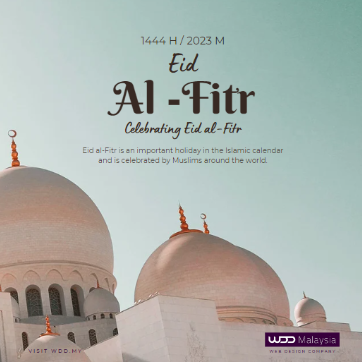 1444 H / 2023 M
Eid
Al -Fitr
Celebrating Eid al-Fitr
Eid al-Fitr is an important holiday in the Islamic calendar
and is celebrated by Muslims around the world.
VISIT WDD.MY
WDD Malaysia
WEB DESIGN COMPANY